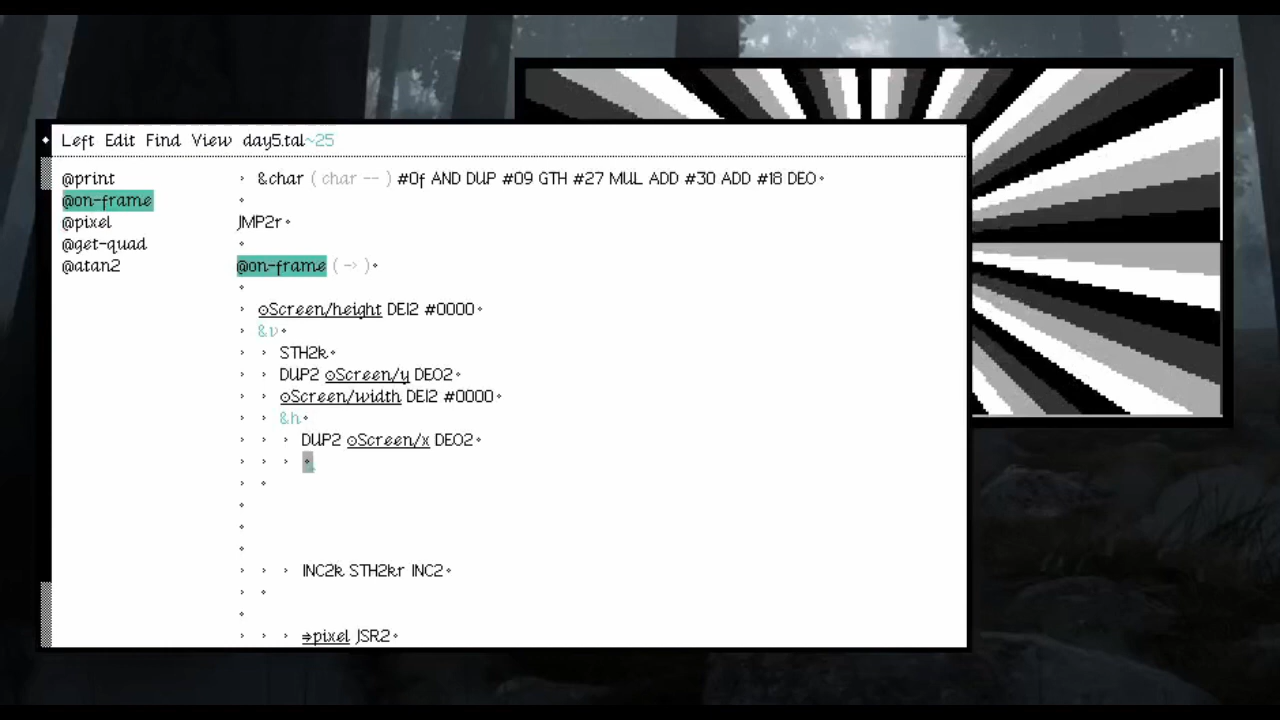 Left Edit Find View day5.tal~25
@print
@on-frame
@pixel
@get-quad
@atan2
&char ( char -- ) #0f AND DUP #09 GTH #27 MUL ADD #30 ADD #18 DEO
JMP2r
@on-frame ( -> )
.Screen/height DEI2 #0000
&v
STH2k
DUP2 .Screen/y DEO2
.Screen/width DEI2 #0000
&h
DUP2 .Screen/x DEO2
INC2k STH2kr INC2
;pixel JSR2